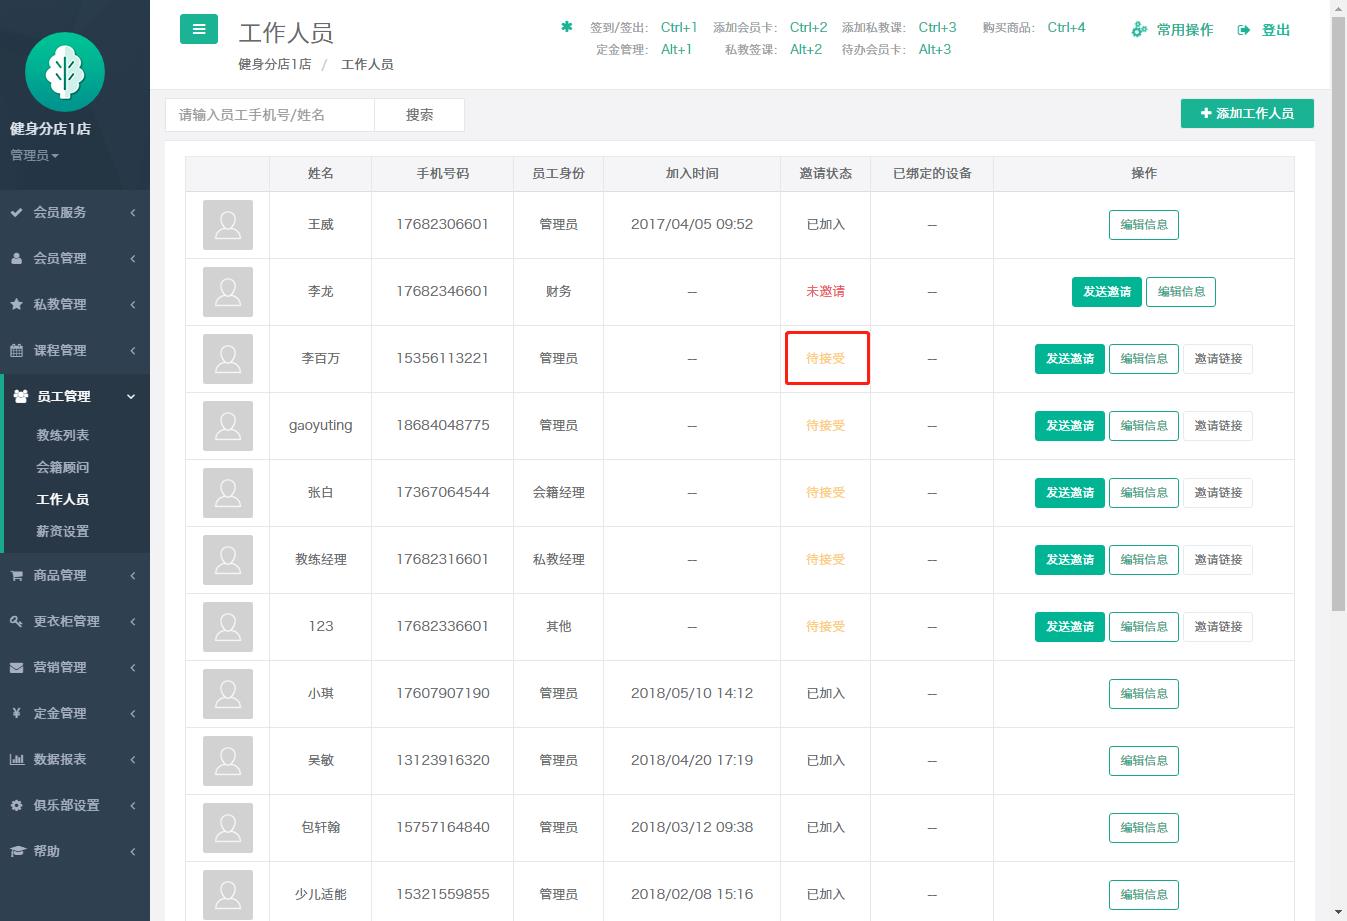 健身分店1店
管理员
会员服务
会员管理
私教管理
课程管理
员工管理
教练列表
会籍顾问
工作人员
薪资设置
商品管理
更衣柜管理
营销管理
定金管理
数据报表
俱乐部设置
帮助
工作人员
健身分店1店 / 工作人员
签到/签出: Ctrl+1 添加会员卡: Ctrl+2 添加私教课: Ctrl+3 购买商品: Ctrl+4
定金管理: Alt+1 私教签课: Alt+2 待办会员卡: Alt+3
常用操作 登出
请输入员工手机号/姓名 搜索 添加工作人员
姓名 手机号码 员工身份 加入时间 邀请状态 已绑定的设备 操作
王威 17682306601 管理员 2017/04/05 09:52 已加入 -- 编辑信息
李龙 17682346601 财务 -- 未邀请 -- 发送邀请 编辑信息
李百万 15356113221 管理员 -- 待接受 -- 发送邀请 编辑信息 邀请链接
gaoyuting 18684048775 管理员 -- 待接受 -- 发送邀请 编辑信息 邀请链接
张白 17367064544 会籍经理 -- 待接受 -- 发送邀请 编辑信息 邀请链接
教练经理 17682316601 私教经理 -- 待接受 -- 发送邀请 编辑信息 邀请链接
123 17682336601 其他 -- 待接受 -- 发送邀请 编辑信息 邀请链接
小琪 17607907190 管理员 2018/05/10 14:12 已加入 -- 编辑信息
吴敏 13123916320 管理员 2018/04/20 17:19 已加入 -- 编辑信息
包轩翰 15757164840 管理员 2018/03/12 09:38 已加入 -- 编辑信息
少儿适能 15321559855 管理员 2018/02/08 15:16 已加入 -- 编辑信息